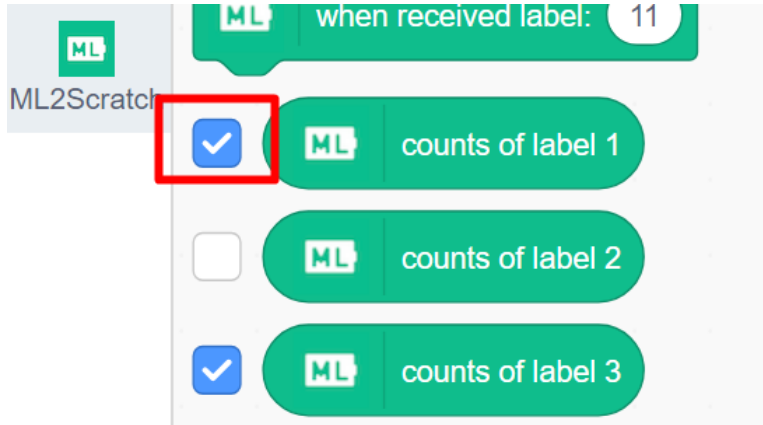 ML when received label: 11
ML
ML2Scratch
ML counts of label 1
ML counts of label 2
ML counts of label 3